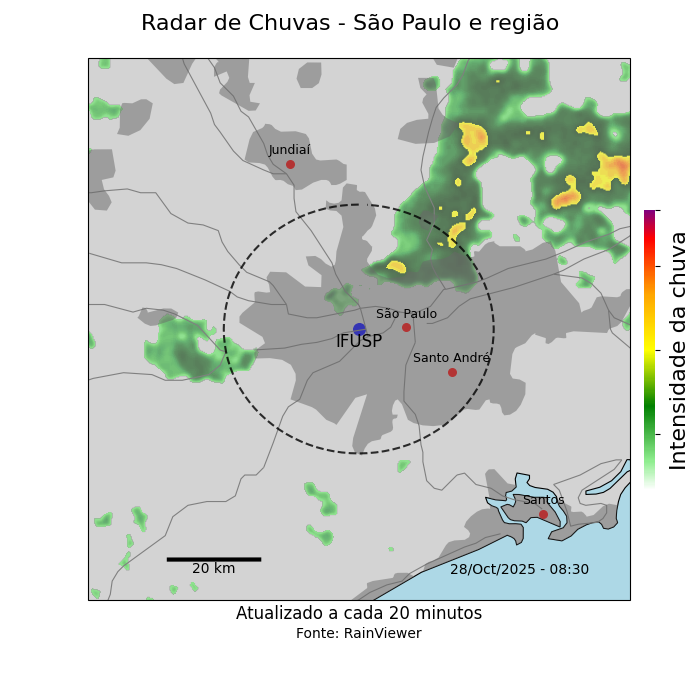 Radar de Chuvas - São Paulo e região
Jundiaí
São Paulo
IFUSP
Santo André
Santos
20 km
28/Oct/2025 - 08:30
Intensidade da chuva
Atualizado a cada 20 minutos
Fonte: RainViewer